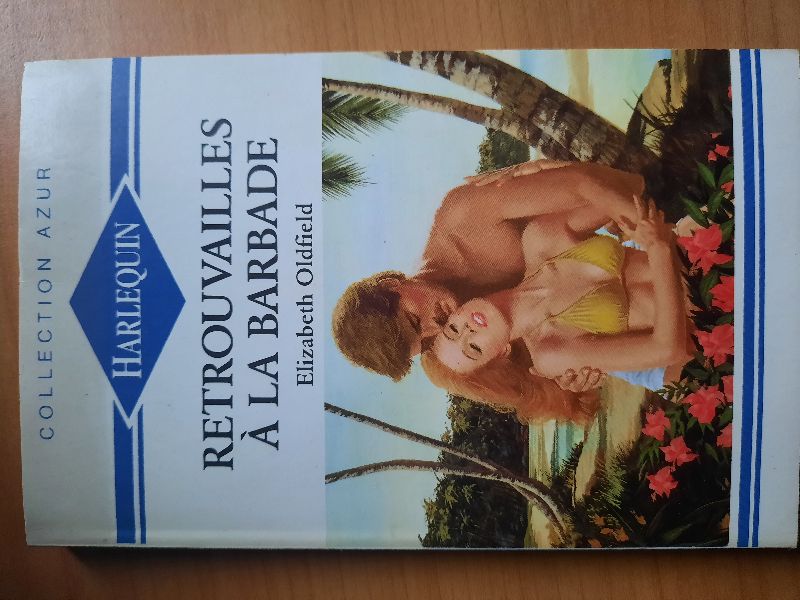 COLLECTION AZUR
HARLEQUIN
RETROUVAILLES
À LA BARBADE
Elizabeth Oldfield